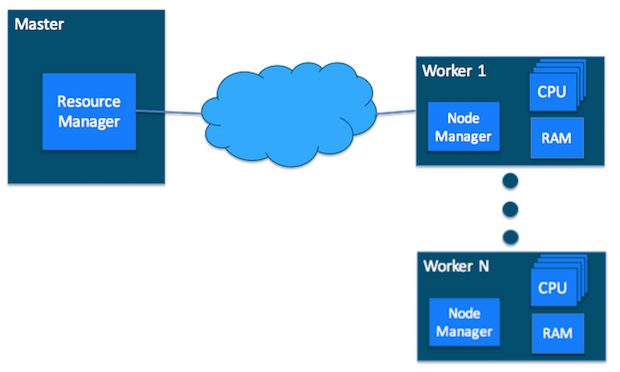 Master
Resource
Manager
Worker 1
CPU
Node
Manager
RAM
Worker N
CPU
Node
Manager
RAM